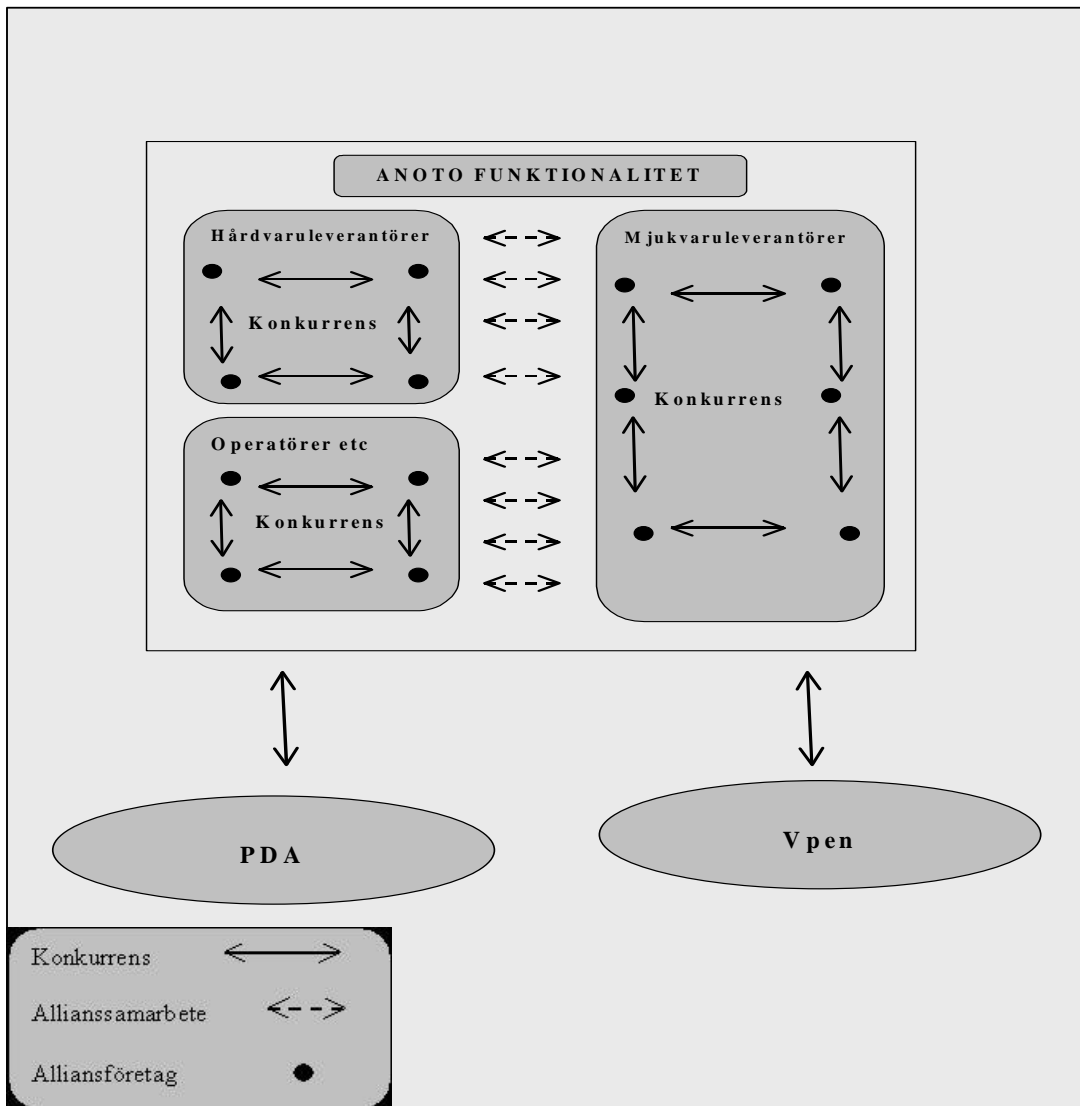 ANOTO FUNKTIONALITET
Hårdvaruleverantörer
Konkurrens
Operatörer etc
Konkurrens
Mjukvaruleverantörer
Konkurrens
PDA
Vpen
Konkurrens
Allianssamarbete
Alliansföretag